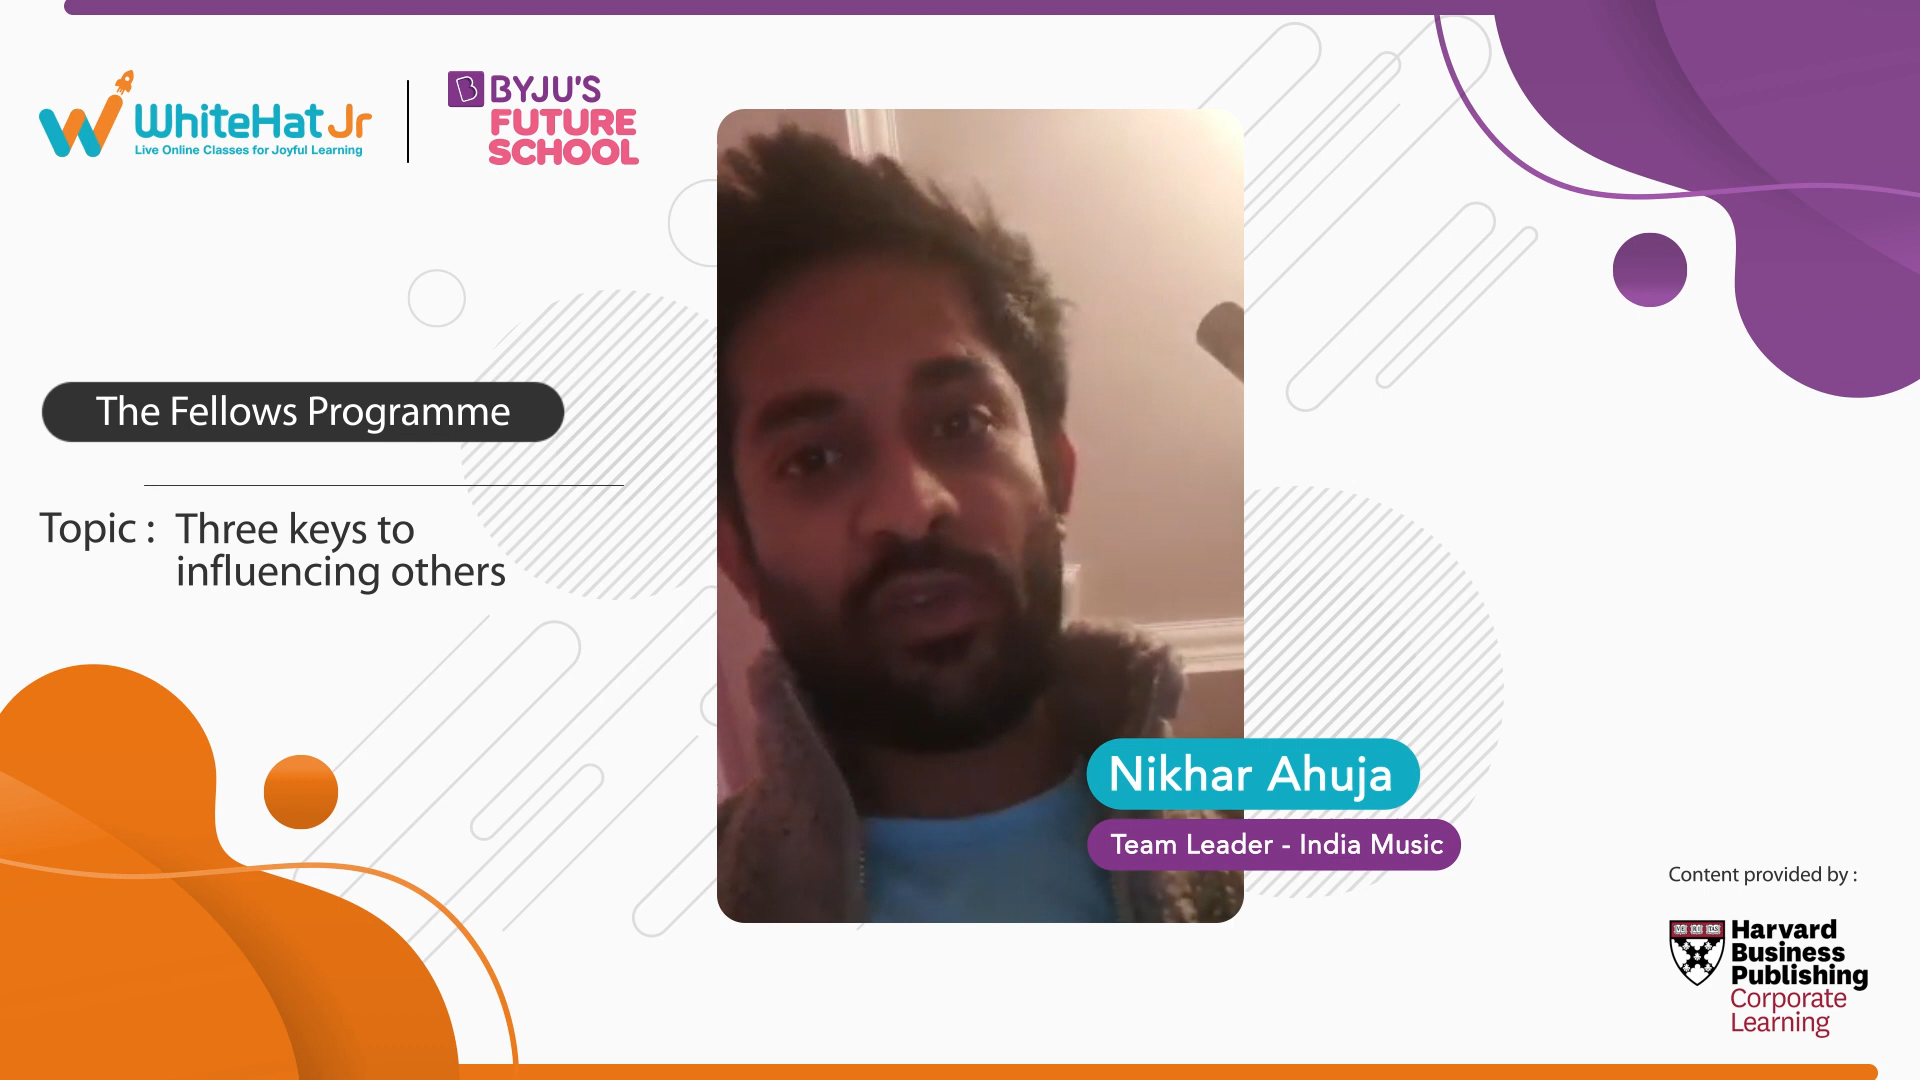 WhiteHat Jr
Live Online Classes for Joyful Learning
BYJU'S
FUTURE
SCHOOL
The Fellows Programme
Topic : Three keys to
influencing others
Nikhar Ahuja
Team Leader - India Music
Content provided by :
Harvard
Business
Publishing
Corporate
Learning